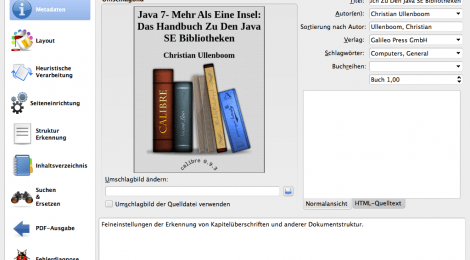 Metadaten
Layout
Heuristische
Verarbeitung
Seiteneinrichtung
Struktur
Erkennung
Inhaltsverzeichnis
Suchen
&
Ersetzen
PDF-Ausgabe
Fehlerdiagnose
Umschlagbild
Java 7- Mehr Als Eine Insel:
Das Handbuch Zu Den Java
SE Bibliotheken
Christian Ullenboom
CALIBRE
calibre 0.9.3
Umschlagbild ändern:
Umschlagbild der Quelldatei verwenden
Titel: ch Zu Den Java SE Bibliotheken
Autor(en): Christian Ullenboom
Sortierung nach Autor: Ullenboom, Christian
Verlag: Galileo Press GmbH
Schlagwörter: Computers, General
Buchreihen:
Buch 1,00
Normalansicht HTML-Quelltext
Feineinstellungen der Erkennung von Kapitelüberschriften und anderer Dokumentstruktur.